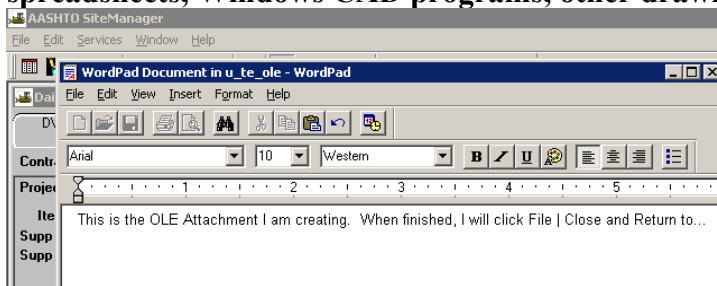 spreadsheets, Windows CAD programs, other draw
AASHTO SiteManager
File Edit Services Window Help
WordPad Document in u_te_ole - WordPad
Dai
File Edit View Insert Format Help
Contr
Arial 10 Western B I U
Projec
1 2 3 4 5
Ite
This is the OLE Attachment I am creating. When finished, I will click File | Close and Return to...
Supp
Supp